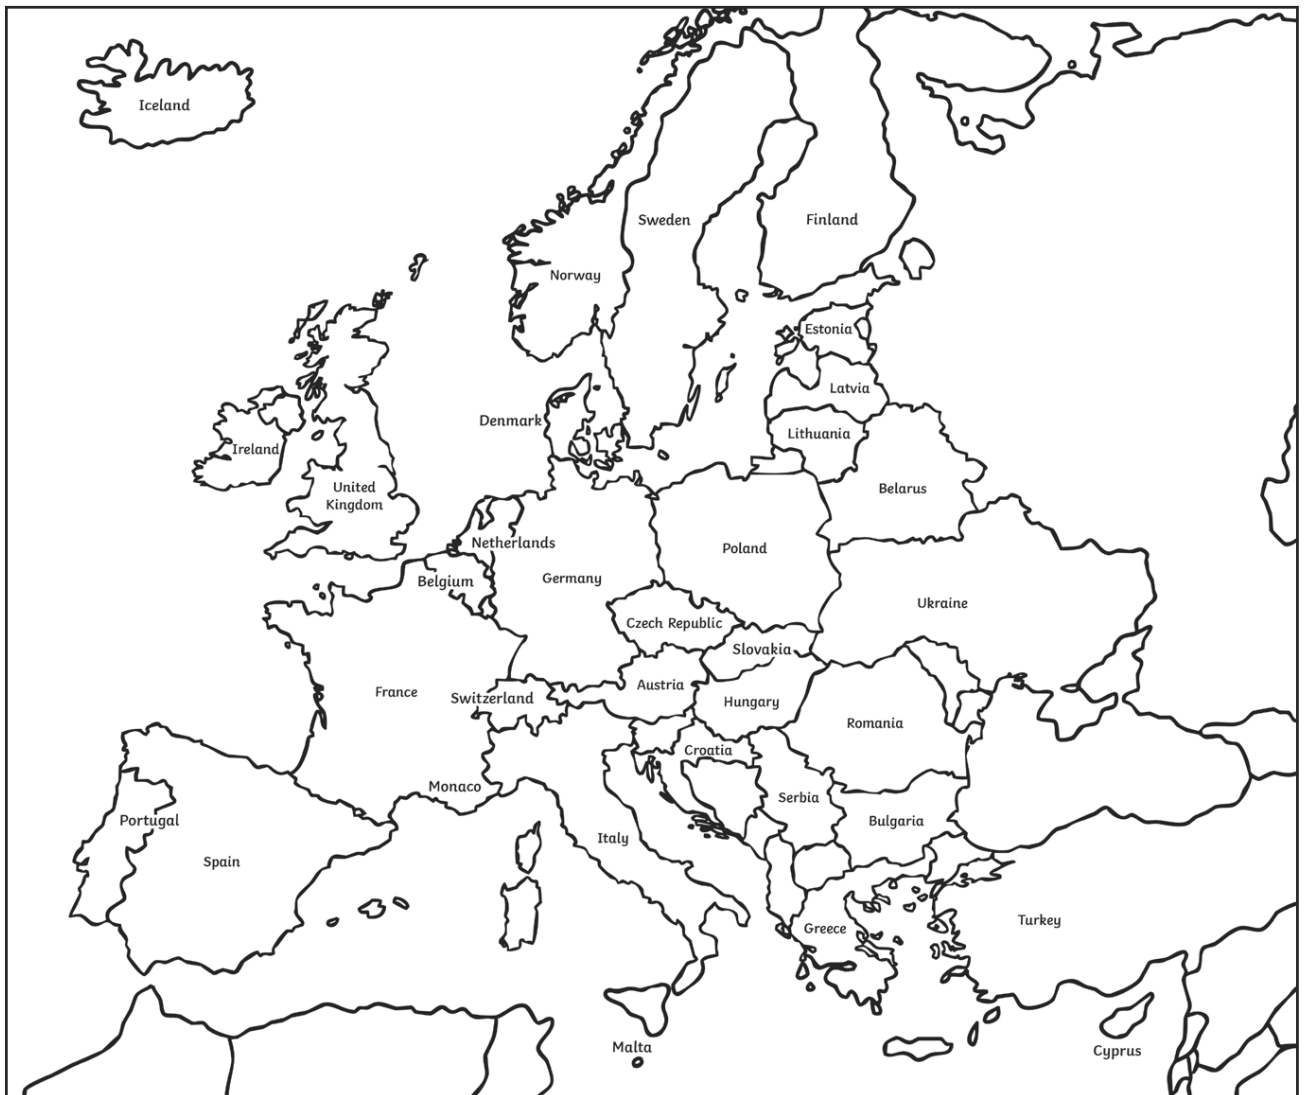 Iceland
Sweden
Finland
Norway
Estonia
Latvia
Denmark
Lithuania
Ireland
United
Kingdom
Belarus
Netherlands
Poland
Belgium
Germany
Ukraine
Czech Republic
Slovakia
Austria
France
Switzerland
Hungary
Romania
Croatia
Monaco
Serbia
Portugal
Bulgaria
Italy
Spain
Turkey
Greece
Malta
Cyprus